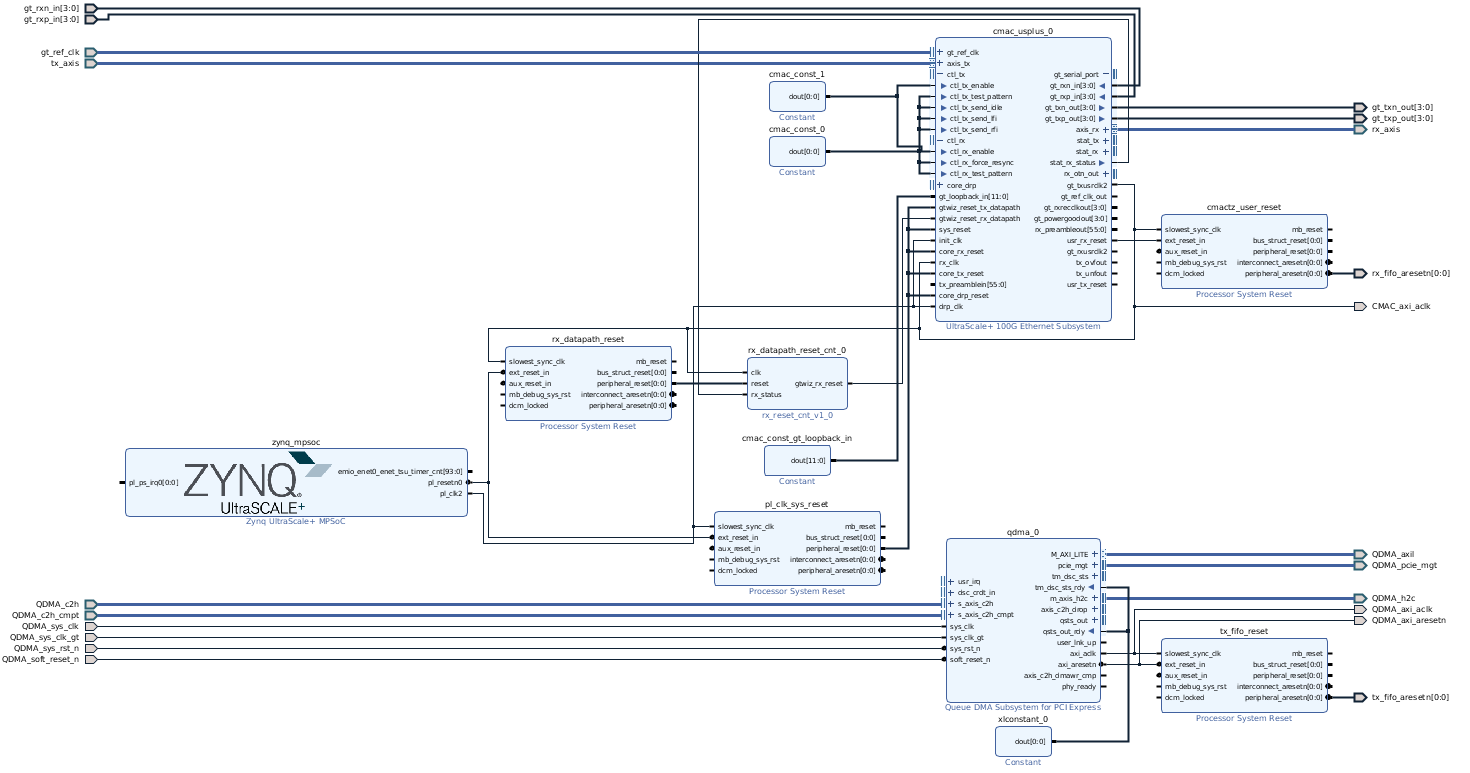 gt_rxn_in[3:0]
gt_rxp_in[3:0]
gt_ref_clk
tx_axis
cmac_usplus_0
gt_ref_clk
axis_tx
ctl_tx
ctl_tx_enable
ctl_tx_test_pattern
ctl_tx_send_idle
ctl_tx_send_lfi
ctl_tx_send_rfi
ctl_rx
ctl_rx_enable
ctl_rx_force_resync
ctl_rx_test_pattern
core_drp
gt_loopback_in[11:0]
gtwiz_reset_tx_datapath
gtwiz_reset_rx_datapath
sys_reset
init_clk
core_rx_reset
rx_clk
core_tx_reset
tx_preamblein[55:0]
core_drp_reset
drp_clk
gt_serial_port
gt_rxn_in[3:0]
gt_rxp_in[3:0]
gt_txn_out[3:0]
gt_txp_out[3:0]
axis_rx
stat_tx
stat_rx
stat_rx_status
rx_otn_out
gt_txusrclk2
gt_ref_clk_out
gt_rxrecclkout[3:0]
gt_powergoodout[3:0]
rx_preambleout[55:0]
usr_rx_reset
gt_rxusrclk2
tx_ovfout
tx_unfout
usr_tx_reset
UltraScale+ 100G Ethernet Subsystem
cmac_const_1
dout[0:0]
Constant
cmac_const_0
dout[0:0]
Constant
gt_txn_out[3:0]
gt_txp_out[3:0]
rx_axis
cmactz_user_reset
slowest_sync_clk
ext_reset_in
aux_reset_in
mb_debug_sys_rst
dcm_locked
mb_reset
bus_struct_reset[0:0]
peripheral_reset[0:0]
interconnect_aresetn[0:0]
peripheral_aresetn[0:0]
Processor System Reset
rx_fifo_aresetn[0:0]
CMAC_axi_aclk
rx_datapath_reset
slowest_sync_clk
ext_reset_in
aux_reset_in
mb_debug_sys_rst
dcm_locked
mb_reset
bus_struct_reset[0:0]
peripheral_reset[0:0]
interconnect_aresetn[0:0]
peripheral_aresetn[0:0]
Processor System Reset
rx_datapath_reset_cnt_0
clk
reset
rx_status
gtwiz_rx_reset
rx_reset_cnt_v1_0
cmac_const_gt_loopback_in
dout[11:0]
Constant
zynq_mpsoc
pl_ps_irq0[0:0]
ZYNQ
UltraSCALE+
emio_enet0_enet_tsu_timer_cnt[93:0]
pl_resetn0
pl_clk2
Zynq UltraScale+ MPSoC
pl_clk_sys_reset
slowest_sync_clk
ext_reset_in
aux_reset_in
mb_debug_sys_rst
dcm_locked
mb_reset
bus_struct_reset[0:0]
peripheral_reset[0:0]
interconnect_aresetn[0:0]
peripheral_aresetn[0:0]
Processor System Reset
QDMA_c2h
QDMA_c2h_cmpt
QDMA_sys_clk
QDMA_sys_clk_gt
QDMA_sys_rst_n
QDMA_soft_reset_n
qdma_0
usr_irq
dsc_crdt_in
s_axis_c2h
s_axis_c2h_cmpt
sys_clk
sys_clk_gt
sys_rst_n
soft_reset_n
M_AXI_LITE
pcie_mgt
tm_dsc_sts
tm_dsc_sts_rdy
m_axis_h2c
axis_c2h_drop
qsts_out
qsts_out_rdy
user_lnk_up
axi_aclk
axi_aresetn
axis_c2h_dmawr_cmp
phy_ready
Queue DMA Subsystem for PCI Express
xlconstant_0
dout[0:0]
Constant
QDMA_axil
QDMA_pcie_mgt
QDMA_h2c
QDMA_axi_aclk
QDMA_axi_aresetn
tx_fifo_reset
slowest_sync_clk
ext_reset_in
aux_reset_in
mb_debug_sys_rst
dcm_locked
mb_reset
bus_struct_reset[0:0]
peripheral_reset[0:0]
interconnect_aresetn[0:0]
peripheral_aresetn[0:0]
Processor System Reset
tx_fifo_aresetn[0:0]